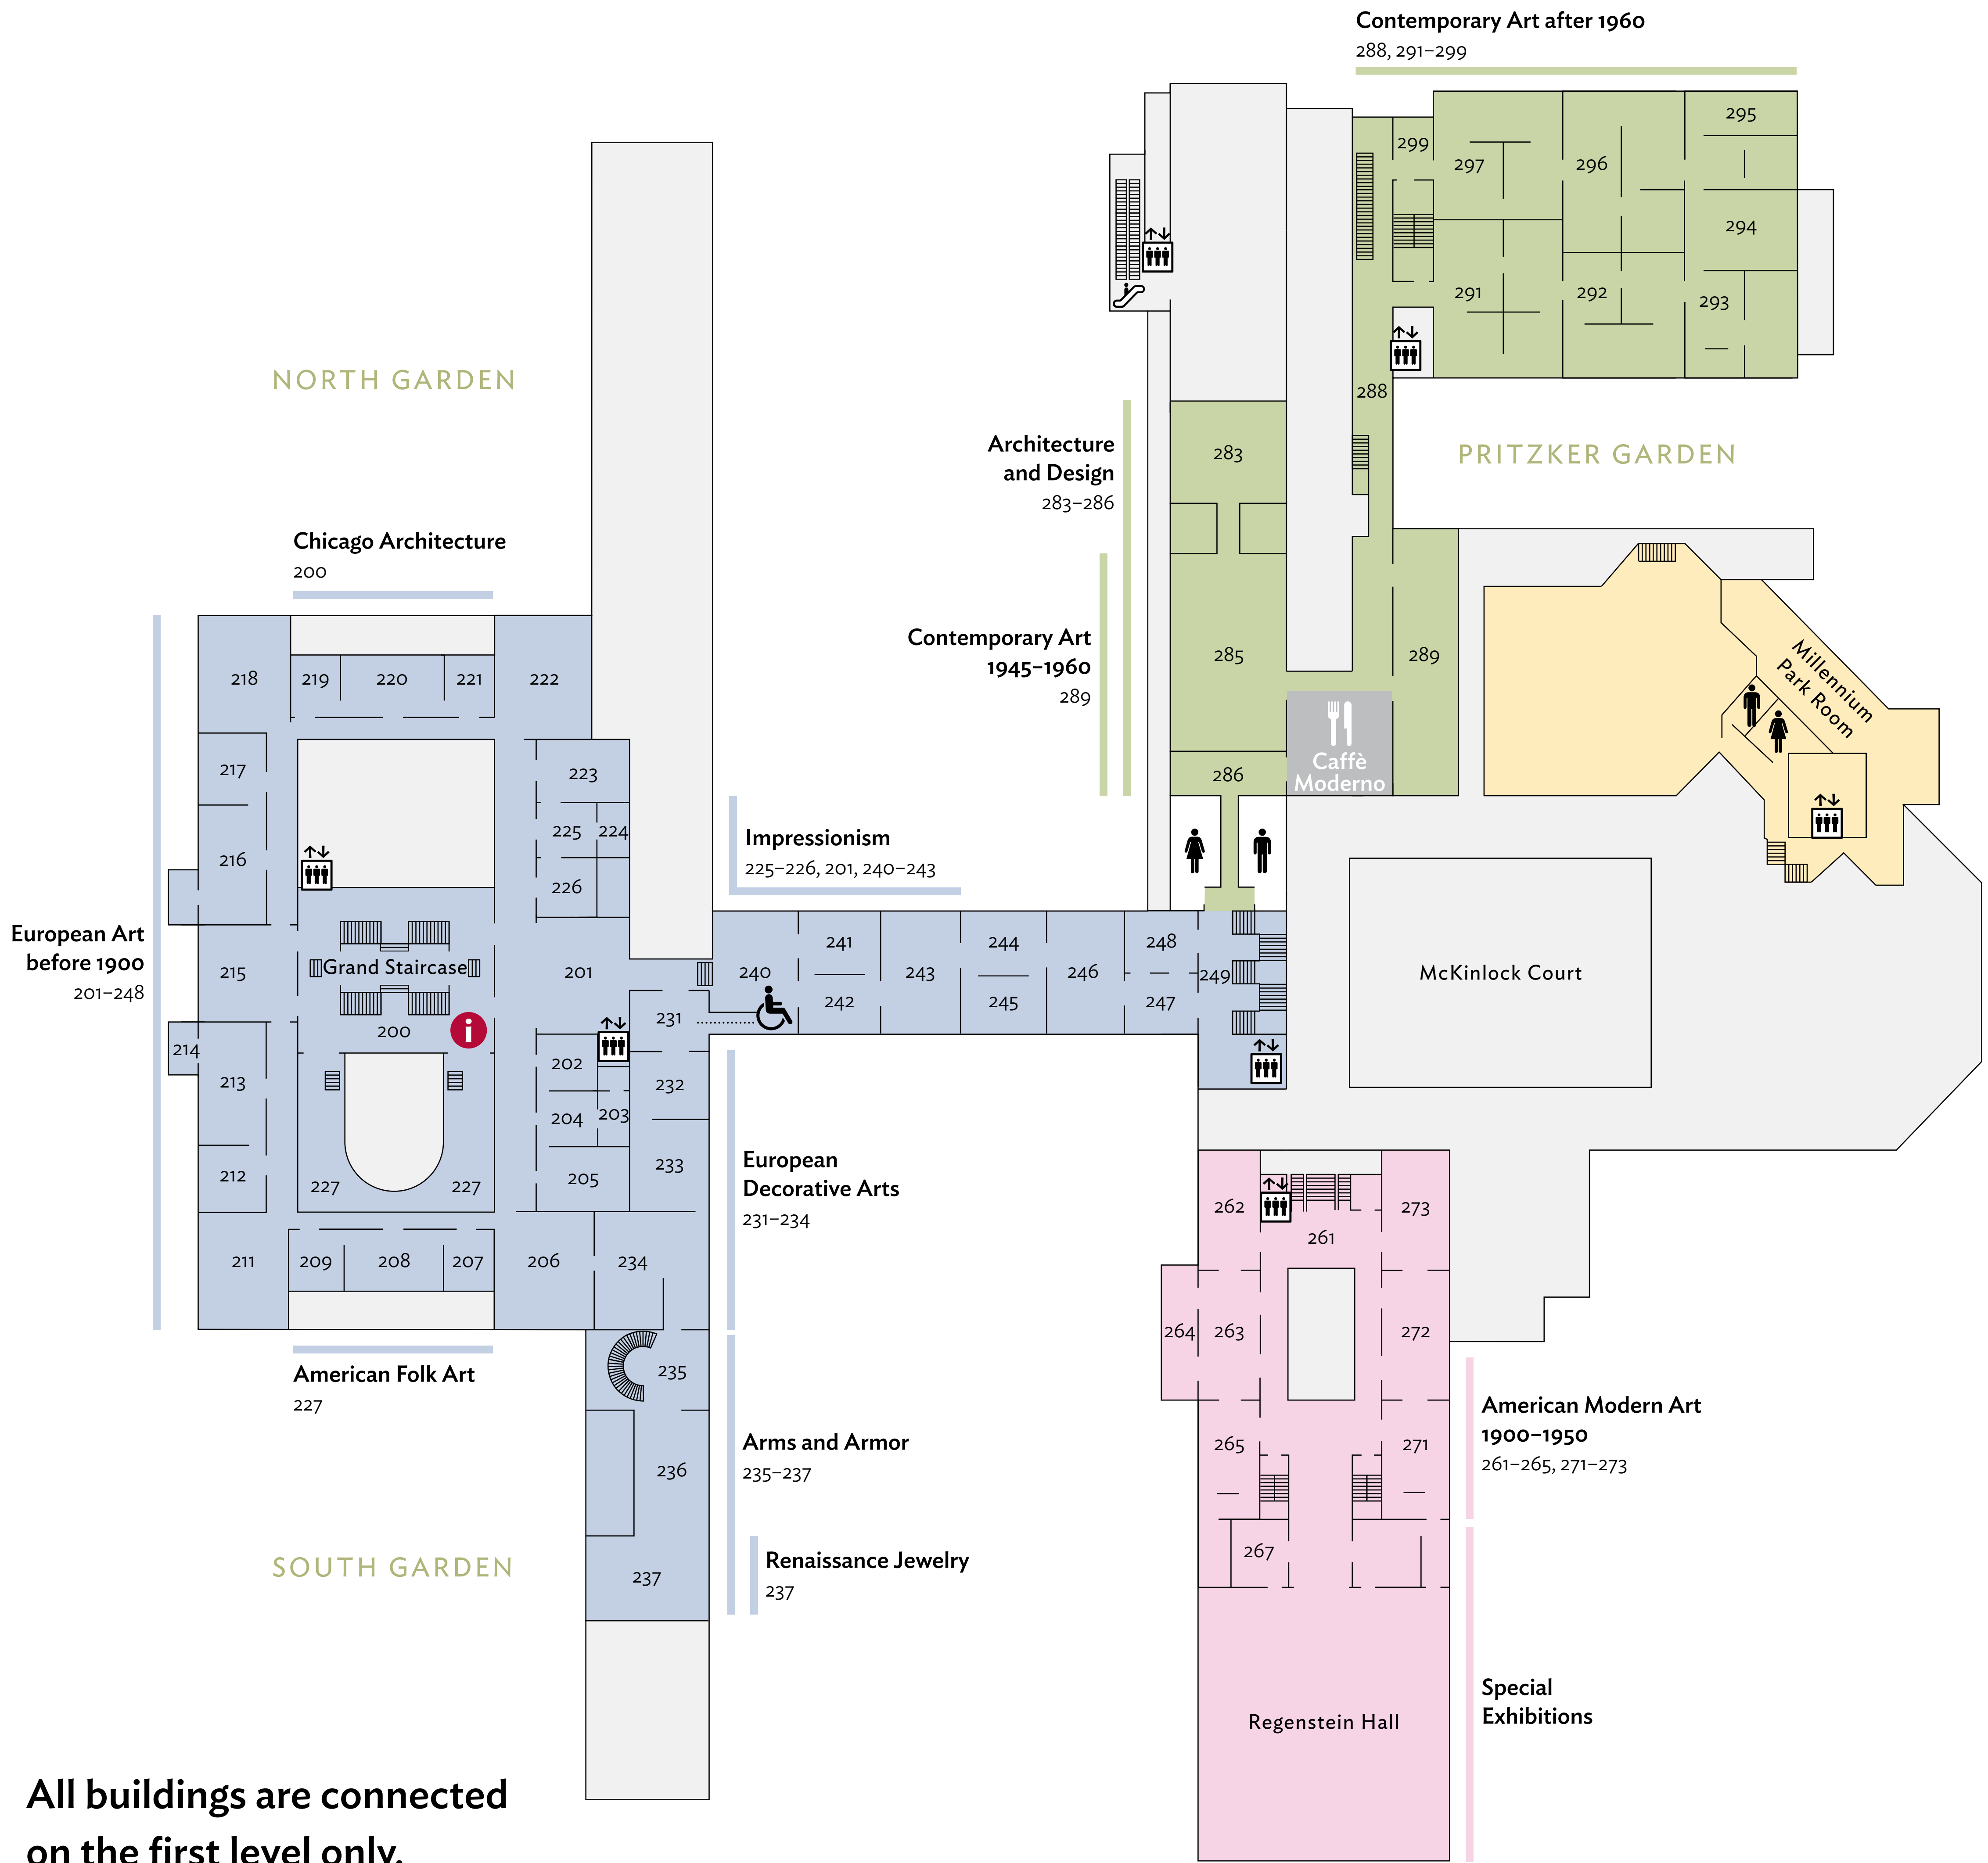 Contemporary Art after 1960
288, 291–299
295
299
297
296
294
291
292
293
288
NORTH GARDEN
PRITZKER GARDEN
Architecture
and Design
283–286
283
Chicago Architecture
200
Contemporary Art
1945–1960
289
285
289
286
Caffè
Moderno
Millennium
Park Room
218
219
220
221
222
217
223
225
224
216
226
Impressionism
225–226, 201, 240–243
European Art
before 1900
201–248
215
Grand Staircase
201
240
241
242
243
244
245
246
248
247
249
McKinlock Court
231
200
i
214
213
202
232
204
203
212
227
227
205
233
European
Decorative Arts
231–234
211
209
208
207
206
234
262
261
273
264
263
272
American Folk Art
227
235
Arms and Armor
235–237
236
265
271
American Modern Art
1900–1950
261–265, 271–273
SOUTH GARDEN
237
Renaissance Jewelry
237
267
Regenstein Hall
Special
Exhibitions
All buildings are connected
on the first level only.